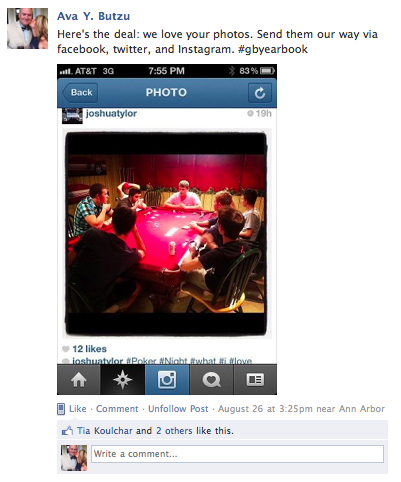 Ava Y. Butzu
Here's the deal: we love your photos. Send them our way via
facebook, twitter, and Instagram. #gbyearbook
AT&T 3G 7:55 PM 83%
Back PHOTO
joshuatylor 19h
12 likes
joshuatylor #Poker #Night #what #i #love
Like · Comment · Unfollow Post · August 26 at 3:25pm near Ann Arbor
Tia Koulchar and 2 others like this.
Write a comment...